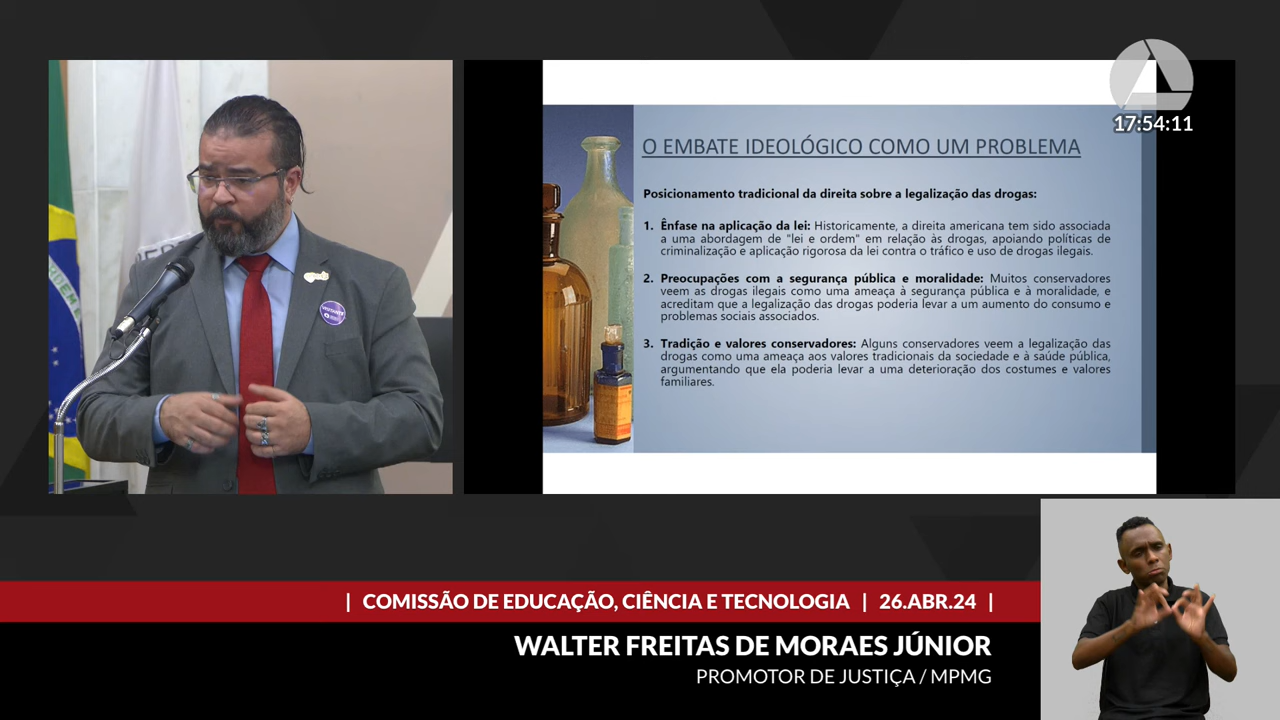 17:54:11
O EMBATE IDEOLÓGICO COMO UM PROBLEMA
Posicionamento tradicional da direita sobre a legalização das drogas:
1. Ênfase na aplicação da lei: Historicamente, a direita americana tem sido associada
a uma abordagem de "lei e ordem" em relação às drogas, apoiando políticas de
criminalização e aplicação rigorosa da lei contra o tráfico e uso de drogas ilegais.
2. Preocupações com a segurança pública e moralidade: Muitos conservadores
veem as drogas ilegais como uma ameaça à segurança pública e à moralidade, e
acreditam que a legalização das drogas poderia levar a um aumento do consumo e
problemas sociais associados.
3. Tradição e valores conservadores: Alguns conservadores veem a legalização das
drogas como uma ameaça aos valores tradicionais da sociedade e à saúde pública,
argumentando que ela poderia levar a uma deterioração dos costumes e valores
familiares.
| COMISSÃO DE EDUCAÇÃO, CIÊNCIA E TECNOLOGIA | 26.ABR.24 |
WALTER FREITAS DE MORAES JÚNIOR
PROMOTOR DE JUSTIÇA / MPMG